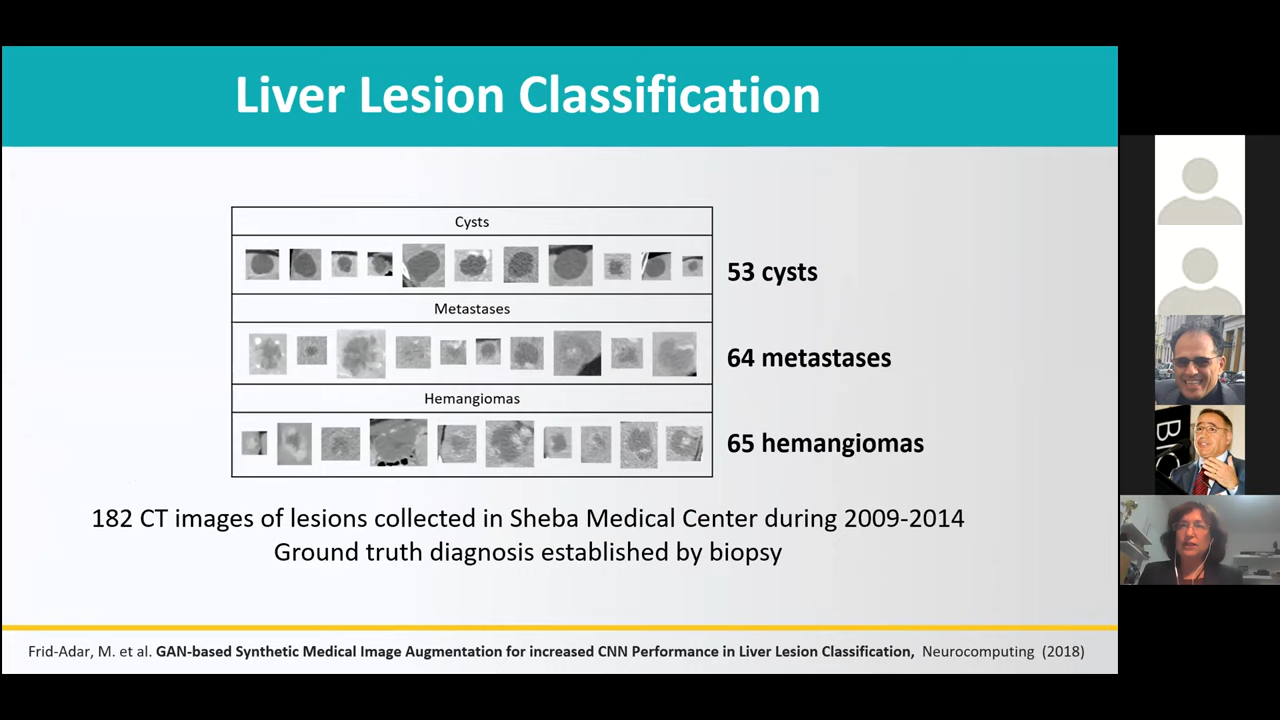 Liver Lesion Classification
Cysts
53 cysts
Metastases
64 metastases
Hemangiomas
65 hemangiomas
182 CT images of lesions collected in Sheba Medical Center during 2009-2014
Ground truth diagnosis established by biopsy
Frid-Adar, M. et al. GAN-based Synthetic Medical Image Augmentation for increased CNN Performance in Liver Lesion Classification, Neurocomputing (2018)